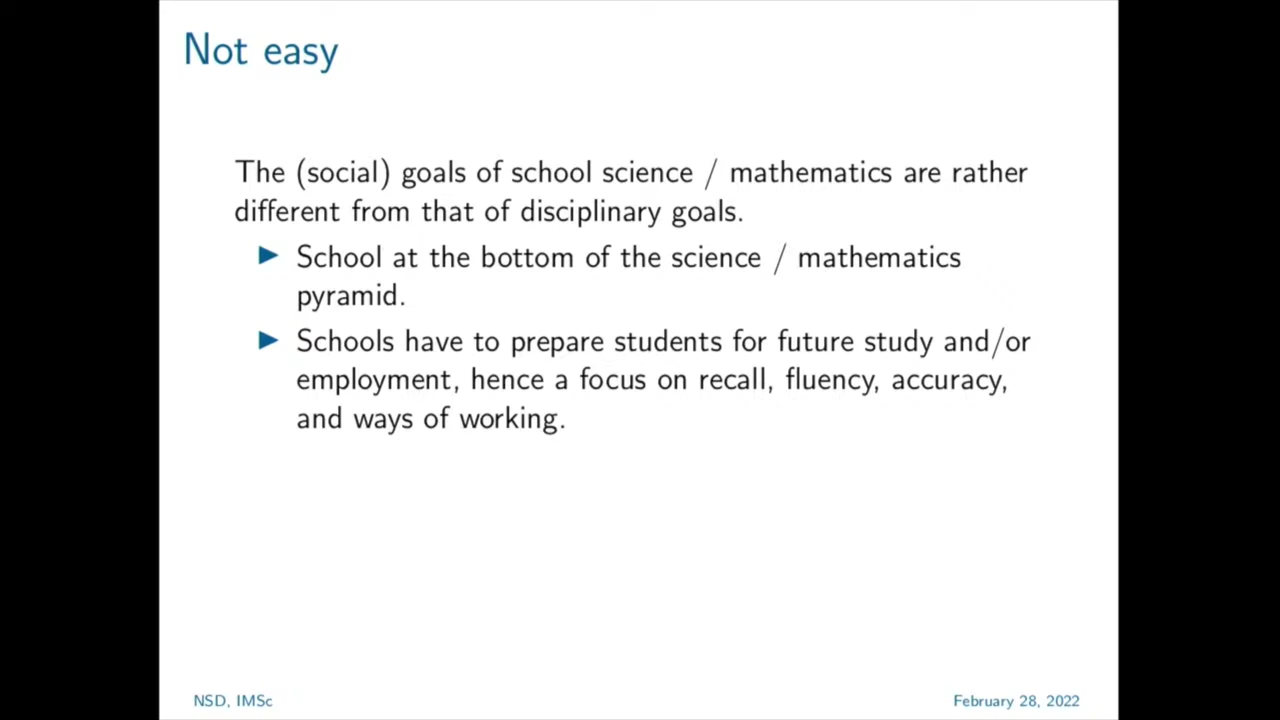 Not easy
The (social) goals of school science / mathematics are rather
different from that of disciplinary goals.
▶ School at the bottom of the science / mathematics
pyramid.
▶ Schools have to prepare students for future study and/or
employment, hence a focus on recall, fluency, accuracy,
and ways of working.
NSD, IMSc
February 28, 2022